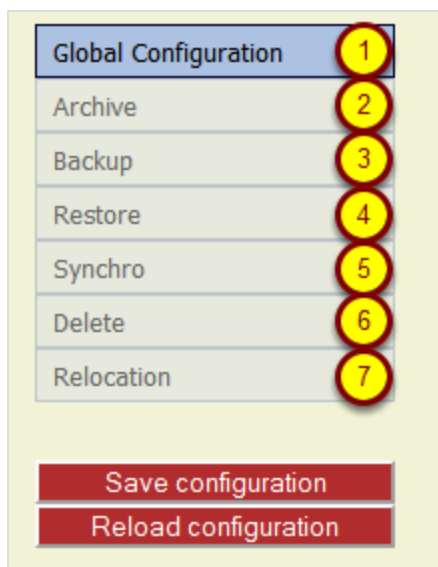 Global Configuration 1
Archive 2
Backup 3
Restore 4
Synchro 5
Delete 6
Relocation 7
Save configuration
Reload configuration